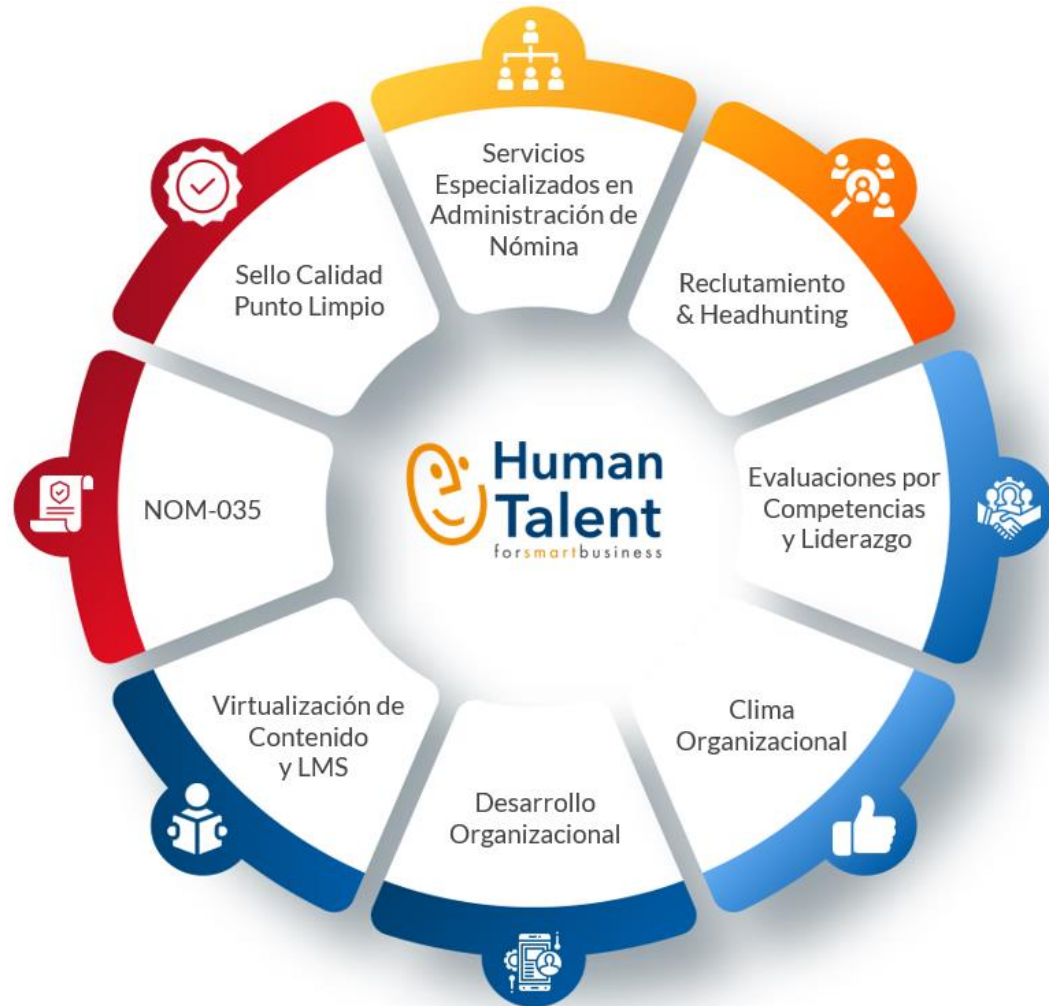 Servicios
Especializados en
Administración de
Nómina
Reclutamiento
& Headhunting
Evaluaciones por
Competencias
y Liderazgo
Clima
Organizacional
Desarrollo
Organizacional
Virtualización de
Contenido
y LMS
NOM-035
Sello Calidad
Punto Limpio
Human
Talent
forsmartbusiness